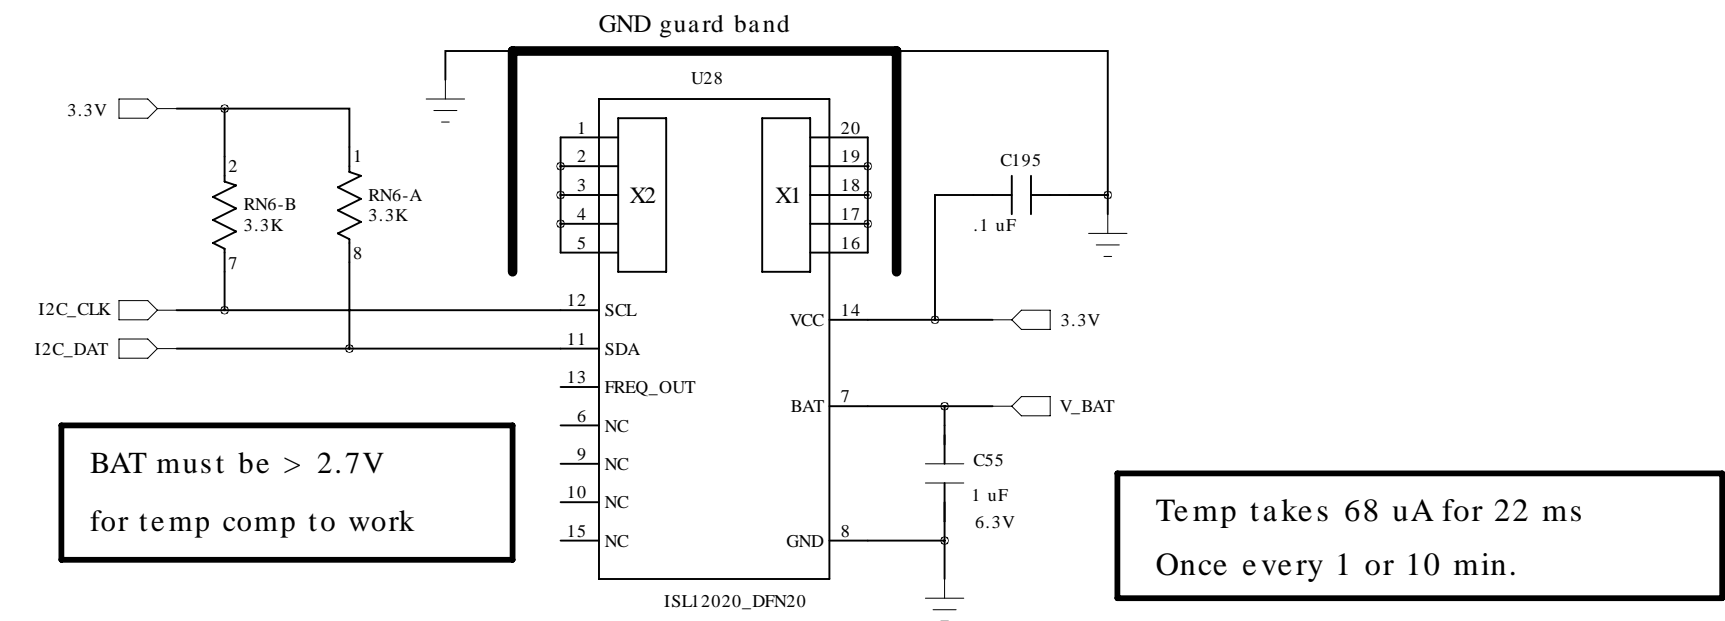 GND guard band
U28
3.3V
1
2
3
4
5
X2
X1
20
19
18
17
16
C195
.1 uF
2
RN6-B
3.3K
7
1
RN6-A
3.3K
8
I2C_CLK
12
SCL
I2C_DAT
11
SDA
13
FREQ_OUT
6
NC
9
NC
10
NC
15
NC
VCC
14
3.3V
BAT
7
V_BAT
C55
1 uF
6.3V
GND
8
ISL12020_DFN20
BAT must be > 2.7V
for temp comp to work
Temp takes 68 uA for 22 ms
Once every 1 or 10 min.